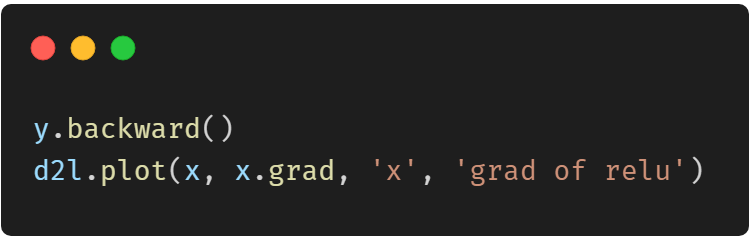 y.backward()
d2l.plot(x, x.grad, 'x', 'grad of relu')